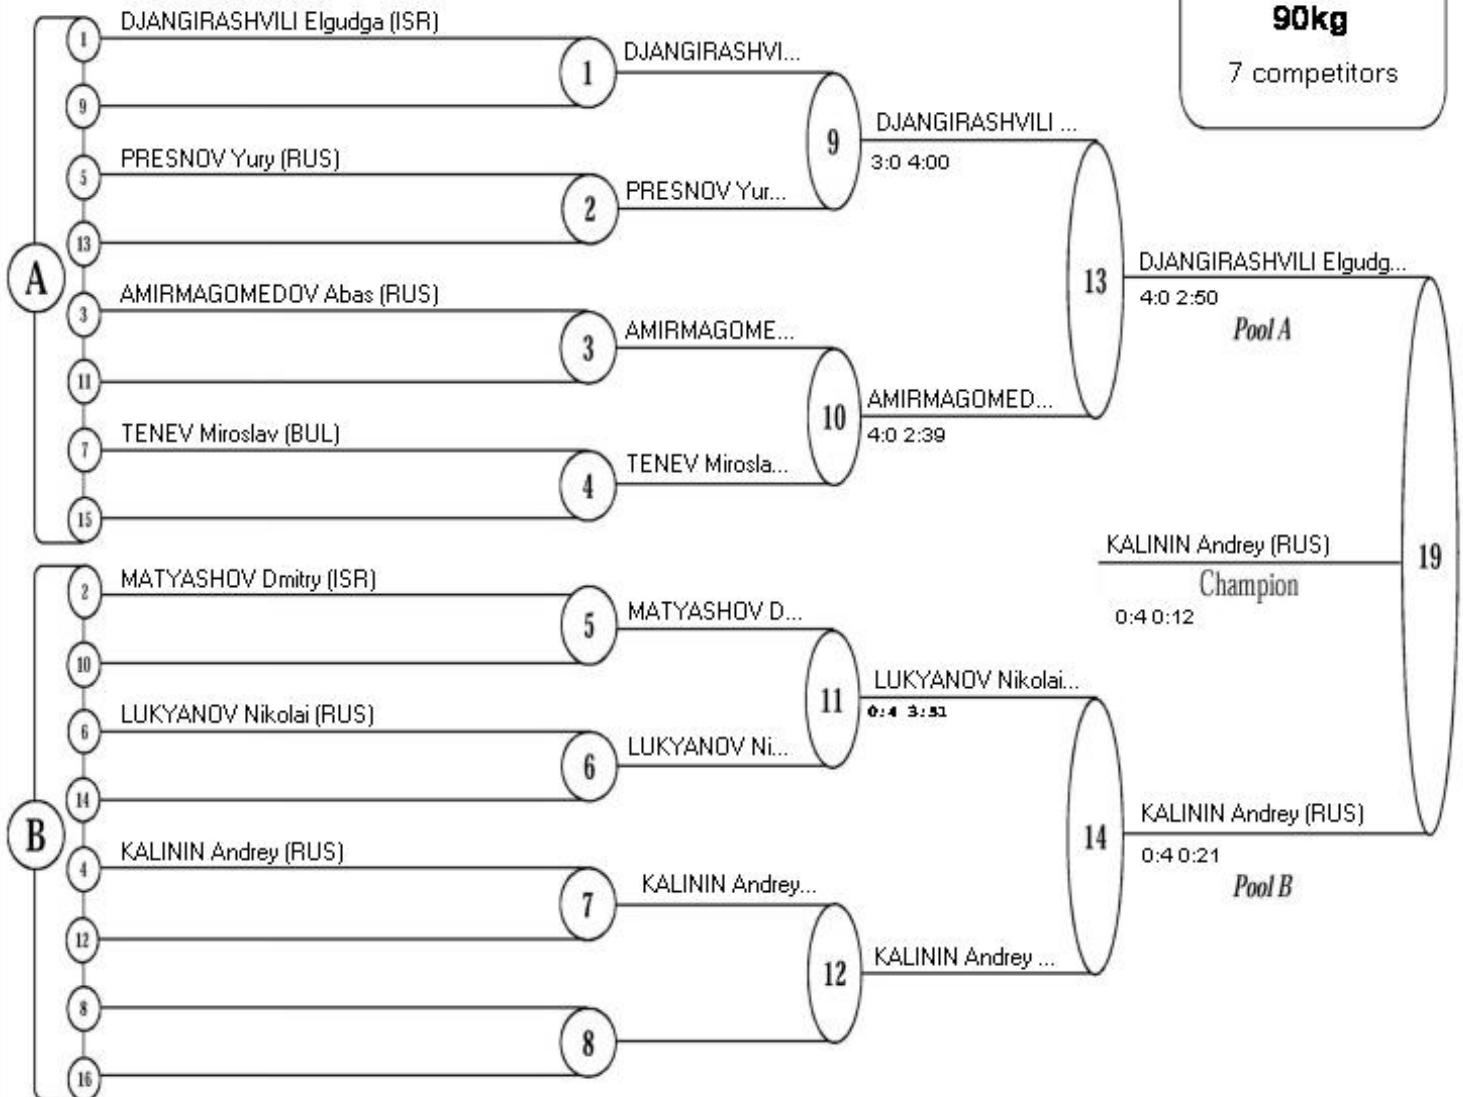 90kg
7 competitors
A
1
DJANGIRASHVILI Elgudga (ISR)
9
1
DJANGIRASHVI...
5
PRESNOV Yury (RUS)
13
2
PRESNOV Yur...
9
DJANGIRASHVILI ...
3:0 4:00
3
AMIRMAGOMEDOV Abas (RUS)
11
3
AMIRMAGOME...
7
TENEV Miroslav (BUL)
15
4
TENEV Mirosla...
10
AMIRMAGOMED...
4:0 2:39
13
DJANGIRASHVILI Elgudg...
4:0 2:50
Pool A
B
2
MATYASHOV Dmitry (ISR)
10
5
MATYASHOV D...
6
LUKYANOV Nikolai (RUS)
14
6
LUKYANOV Ni...
11
LUKYANOV Nikolai...
0:4 3:51
4
KALININ Andrey (RUS)
12
7
KALININ Andrey...
8
16
8
12
KALININ Andrey ...
14
KALININ Andrey (RUS)
0:4 0:21
Pool B
19
KALININ Andrey (RUS)
Champion
0:4 0:12